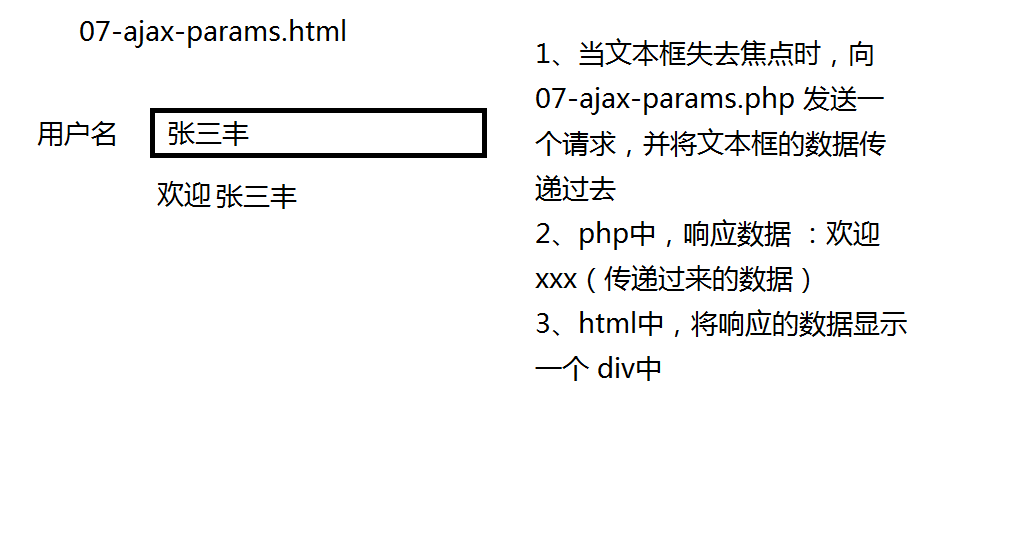 07-ajax-params.html
用户名
张三丰
欢迎 张三丰
1、当文本框失去焦点时，向
07-ajax-params.php 发送一
个请求，并将文本框的数据传
递过去
2、php中，响应数据 ：欢迎
xxx（传递过来的数据）
3、html中，将响应的数据显示
一个 div中